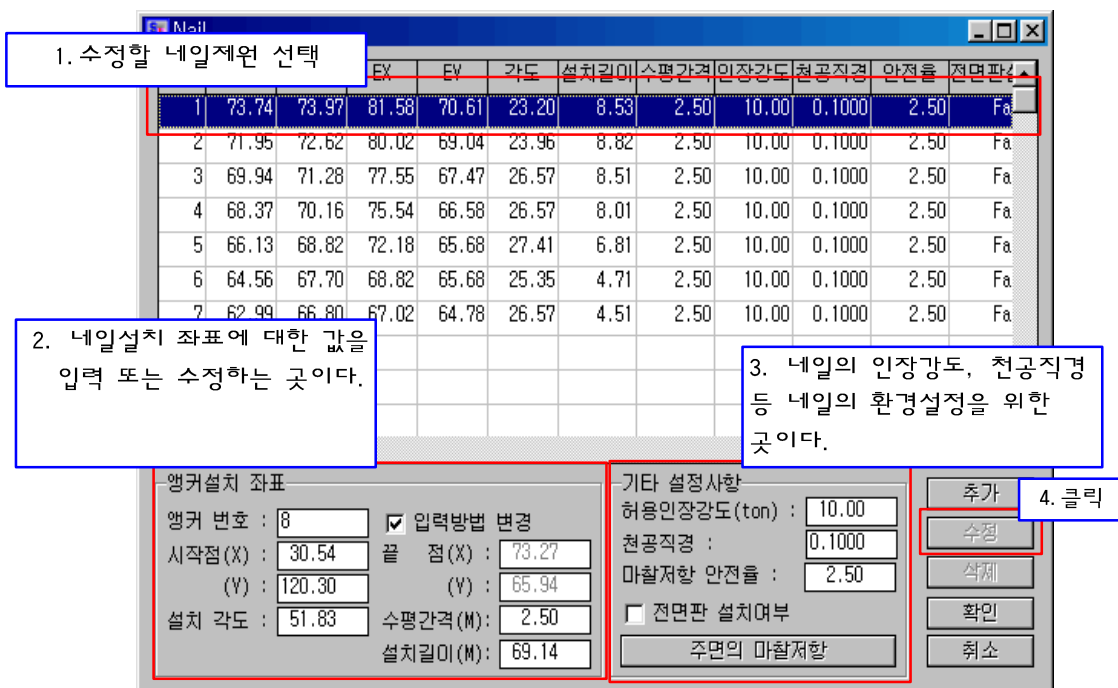 Nail
1. 수정할 네일제원 선택
EX EY 각도 설치길이 수평간격 인장강도 천공직경 안전율 전면판설
1 73.74 73.97 81.58 70.61 23.20 8.53 2.50 10.00 0.1000 2.50 Fa
2 71.95 72.62 80.02 69.04 23.96 8.82 2.50 10.00 0.1000 2.50 Fa
3 69.94 71.28 77.55 67.47 26.57 8.51 2.50 10.00 0.1000 2.50 Fa
4 68.37 70.16 75.54 66.58 26.57 8.01 2.50 10.00 0.1000 2.50 Fa
5 66.13 68.82 72.18 65.68 27.41 6.81 2.50 10.00 0.1000 2.50 Fa
6 64.56 67.70 68.82 65.68 25.35 4.71 2.50 10.00 0.1000 2.50 Fa
7 62.99 66.80 67.02 64.78 26.57 4.51 2.50 10.00 0.1000 2.50 Fa
2. 네일설치 좌표에 대한 값을
입력 또는 수정하는 곳이다.
3. 네일의 인장강도, 천공직경
등 네일의 환경설정을 위한
곳이다.
앵커설치 좌표
앵커 번호 : 8 입력방법 변경
시작점(X) : 30.54 끝 점(X) : 73.27
(Y) : 120.30 (Y) : 65.94
설치 각도 : 51.83 수평간격(M): 2.50
설치길이(M): 69.14
기타 설정사항
허용인장강도(ton) : 10.00
천공직경 : 0.1000
마찰저항 안전율 : 2.50
전면판 설치여부
주면의 마찰저항
추가
4. 클릭
수정
삭제
확인
취소